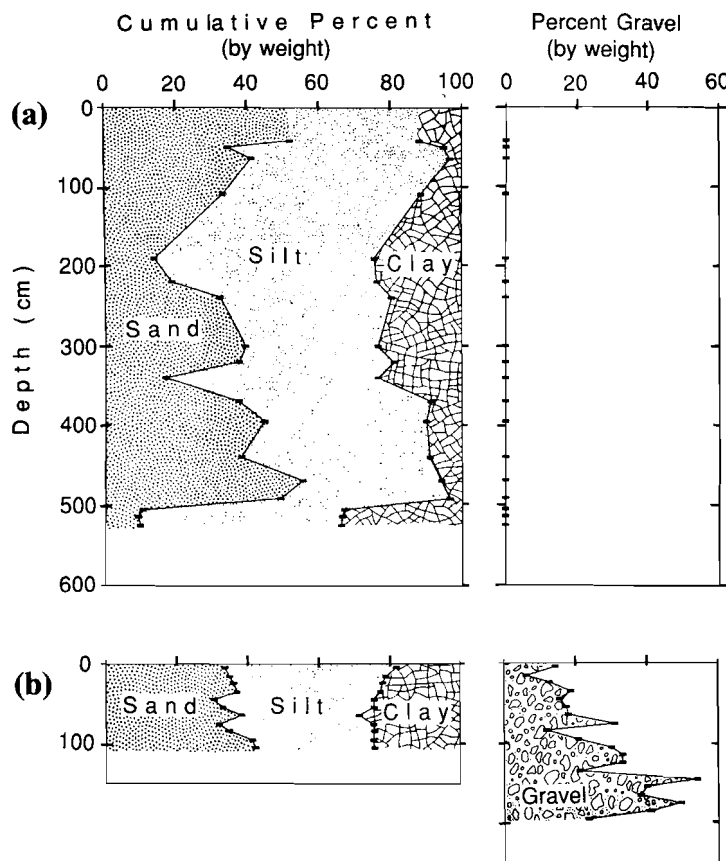 Cumulative Percent
(by weight)
0 20 40 60 80 100
Percent Gravel
(by weight)
0 20 40 60
(a)
0
100
200
300
400
500
600
Depth (cm)
Sand
Silt
Clay
(b)
0
100
Sand
Silt
Clay
Gravel